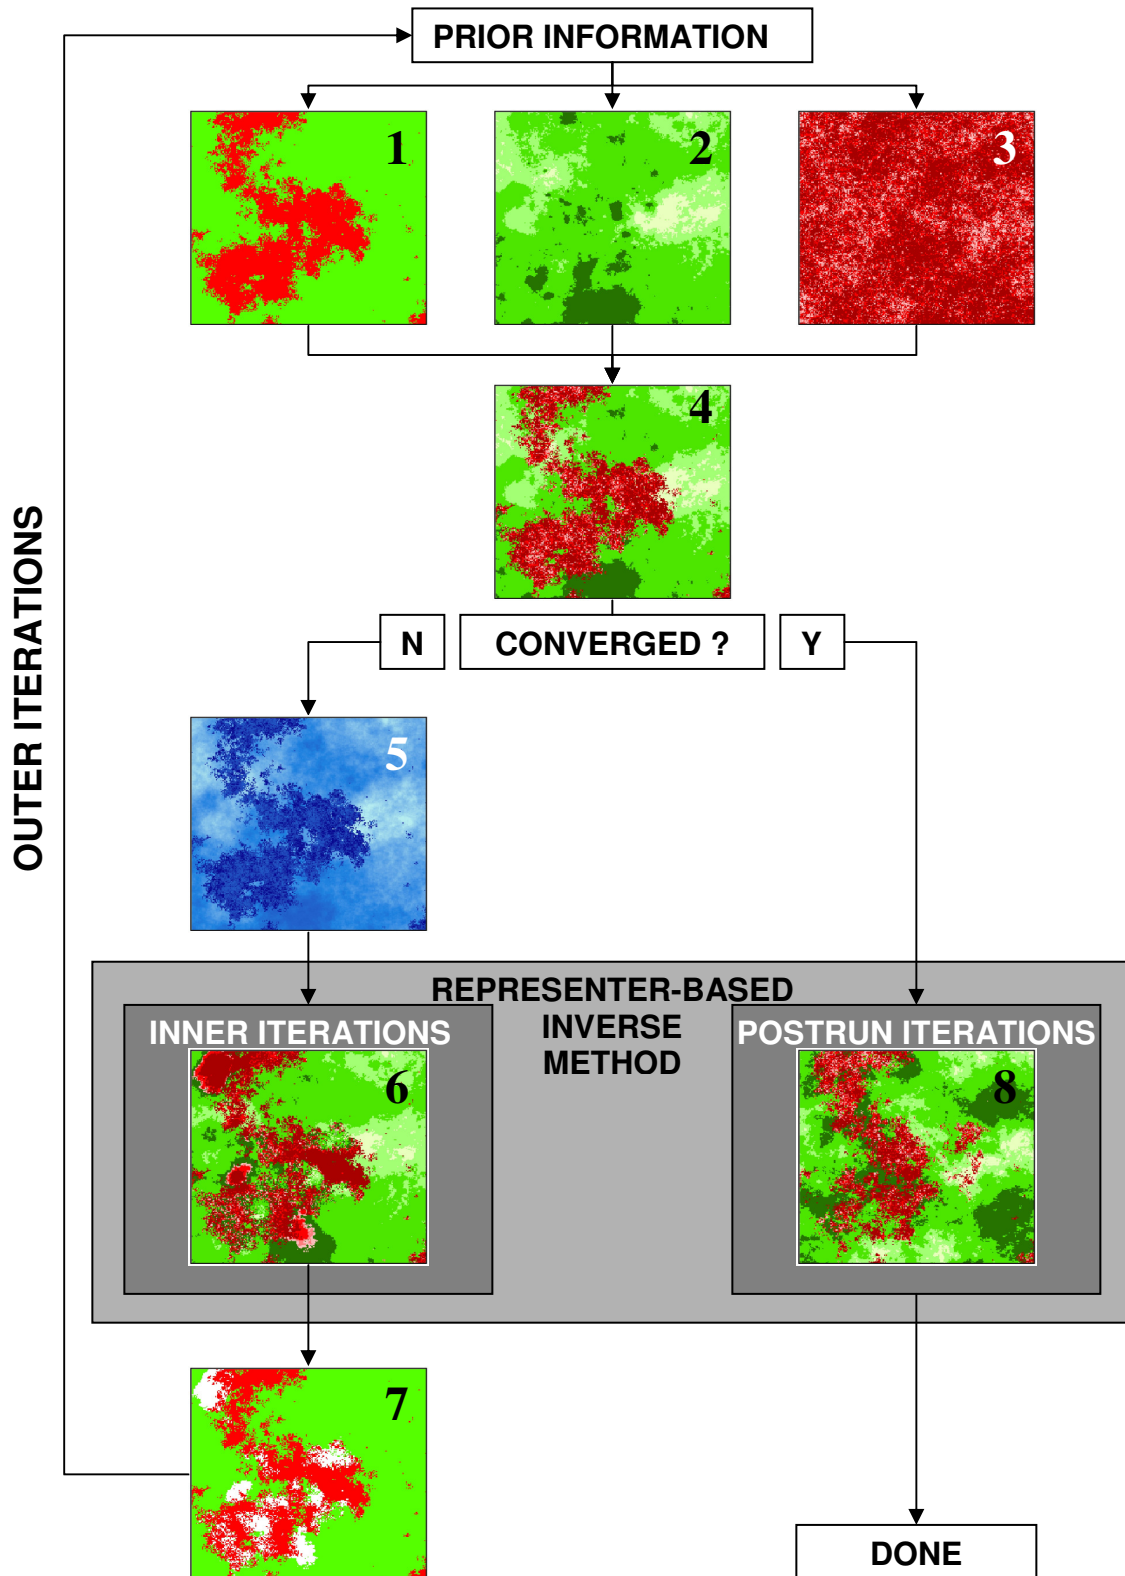 PRIOR INFORMATION
1
2
3
4
N
CONVERGED ?
Y
5
OUTER ITERATIONS
REPRESENTER-BASED
INVERSE
METHOD
INNER ITERATIONS
6
POSTRUN ITERATIONS
8
7
DONE